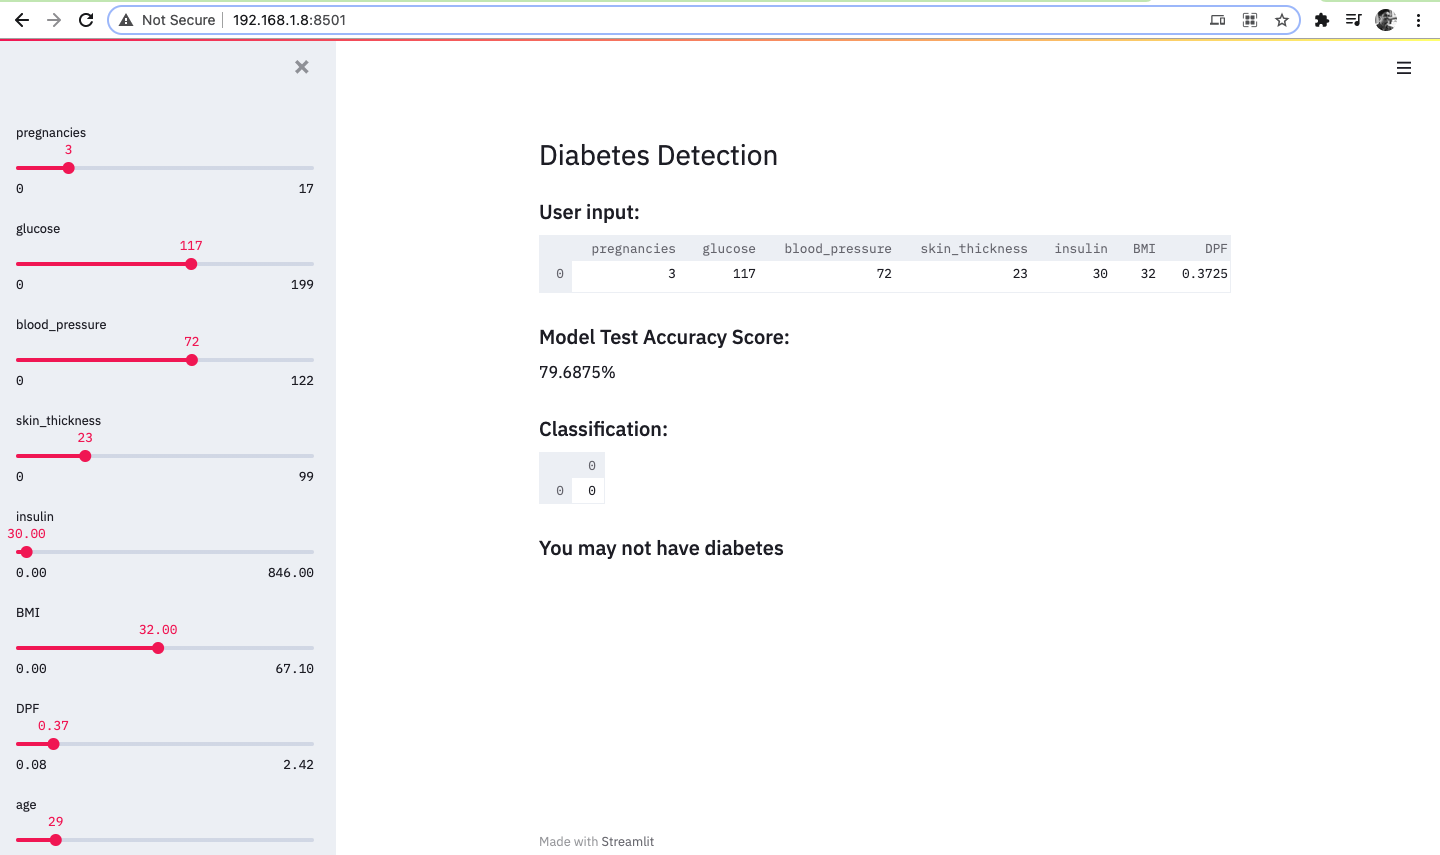 Not Secure 192.168.1.8:8501
pregnancies
3
0 17
glucose
117
0 199
blood_pressure
72
0 122
skin_thickness
23
0 99
insulin
30.00
0.00 846.00
BMI
32.00
0.00 67.10
DPF
0.37
0.08 2.42
age
29
Diabetes Detection
User input:
pregnancies glucose blood_pressure skin_thickness insulin BMI DPF
0 3 117 72 23 30 32 0.3725
Model Test Accuracy Score:
79.6875%
Classification:
0
0 0
You may not have diabetes
Made with Streamlit